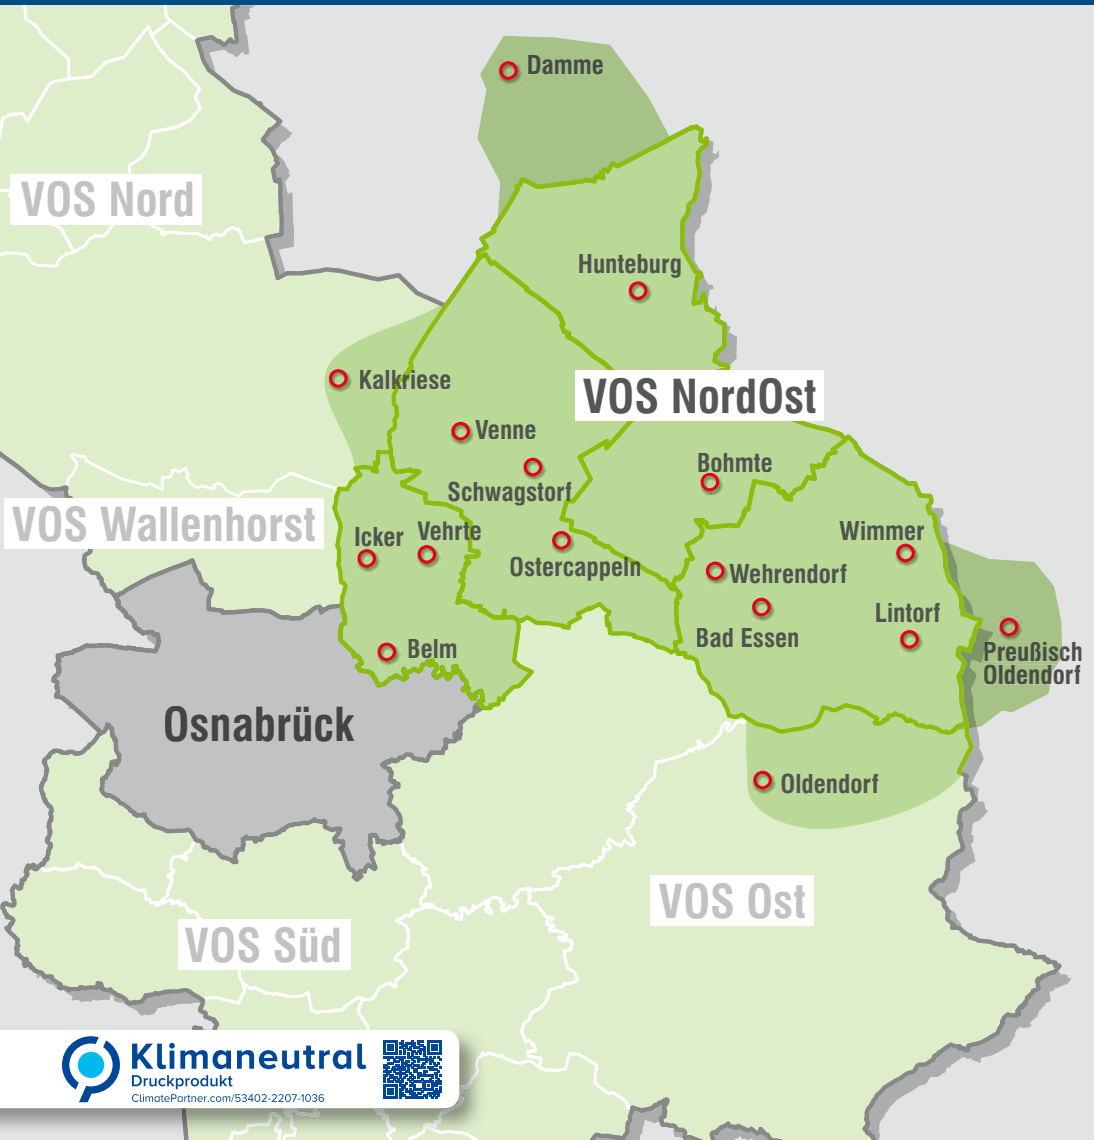 Damme
VOS Nord
Hunteburg
Kalkriese
VOS NordOst
Venne
Bohmte
Schwagstorf
VOS Wallenhorst
Icker
Vehrte
Wimmer
Ostercappeln
Wehrendorf
Lintorf
Bad Essen
Belm
Preußisch
Oldendorf
Osnabrück
Oldendorf
VOS Ost
VOS Süd
Klimaneutral
Druckprodukt
ClimatePartner.com/53402-2207-1036